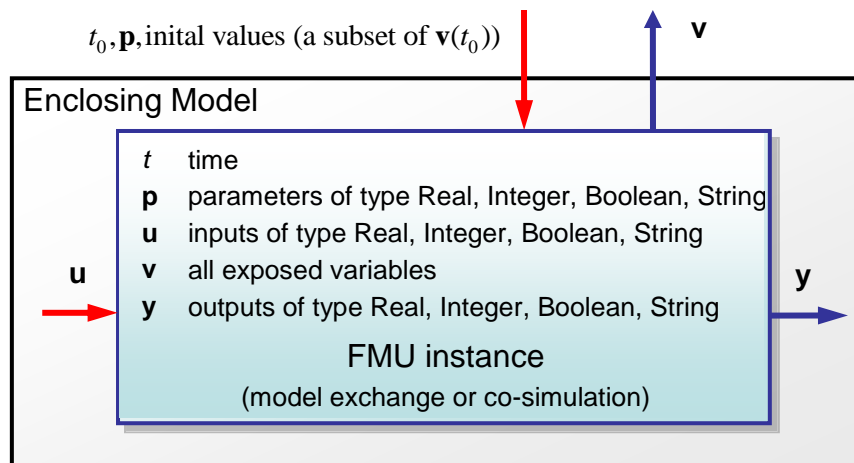 t₀, p, inital values (a subset of v(t₀))
v
Enclosing Model
t time
p parameters of type Real, Integer, Boolean, String
u inputs of type Real, Integer, Boolean, String
v all exposed variables
y outputs of type Real, Integer, Boolean, String
u
y
FMU instance
(model exchange or co-simulation)